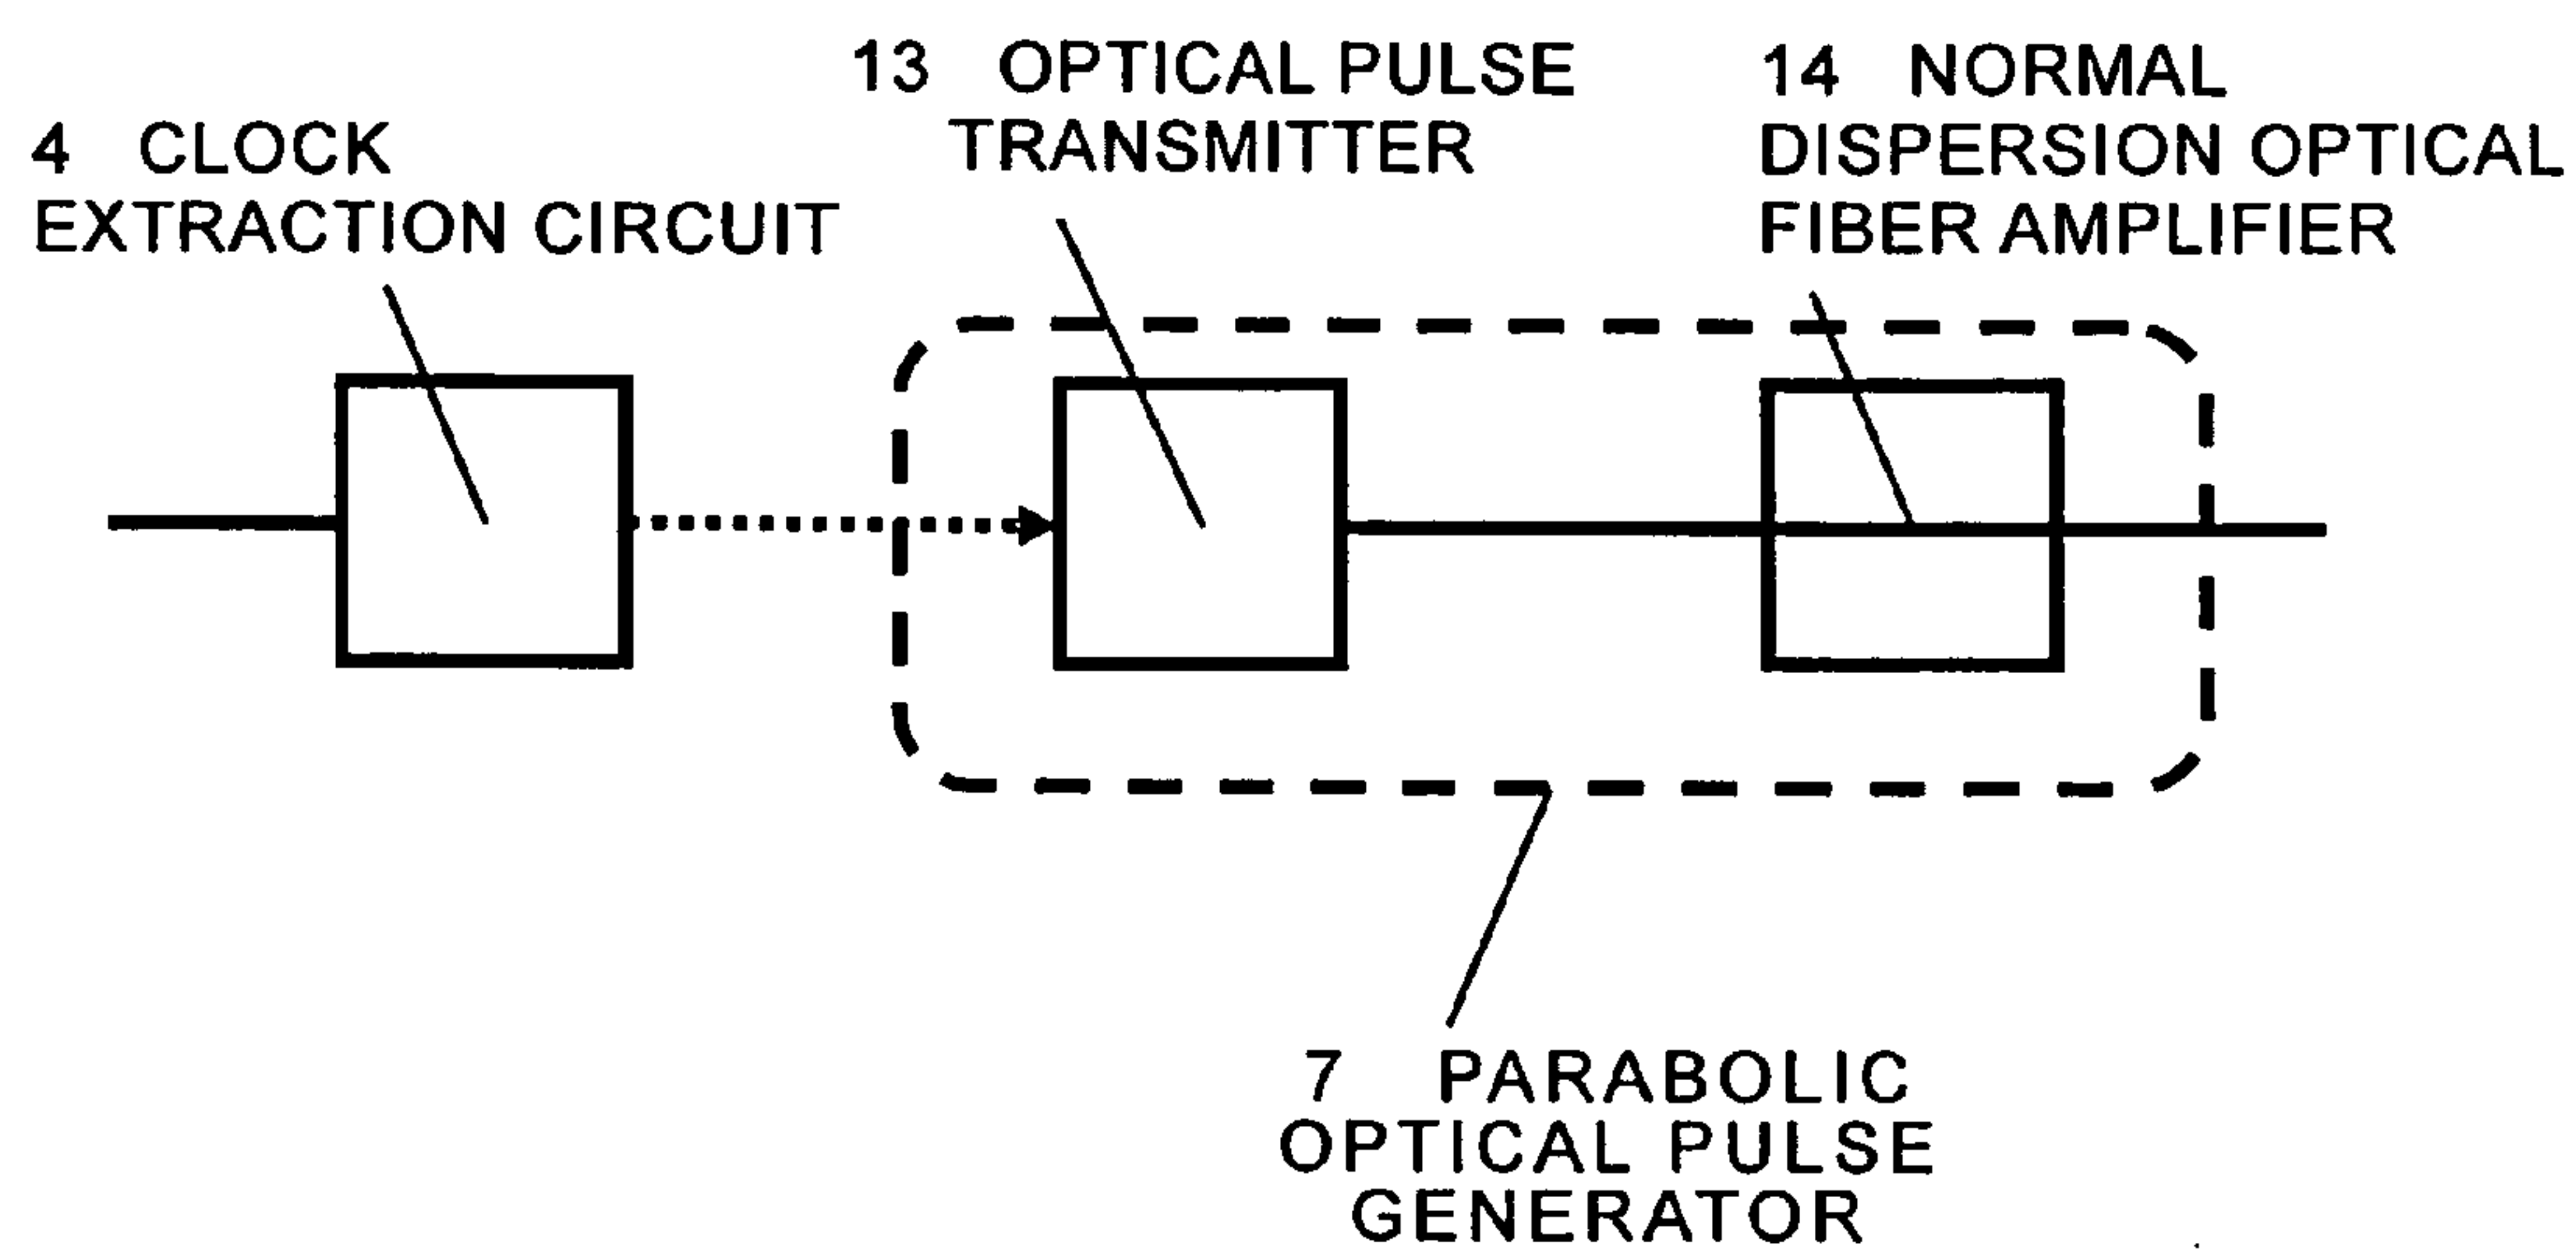 4 CLOCK
EXTRACTION CIRCUIT
13 OPTICAL PULSE
TRANSMITTER
14 NORMAL
DISPERSION OPTICAL
FIBER AMPLIFIER
7 PARABOLIC
OPTICAL PULSE
GENERATOR